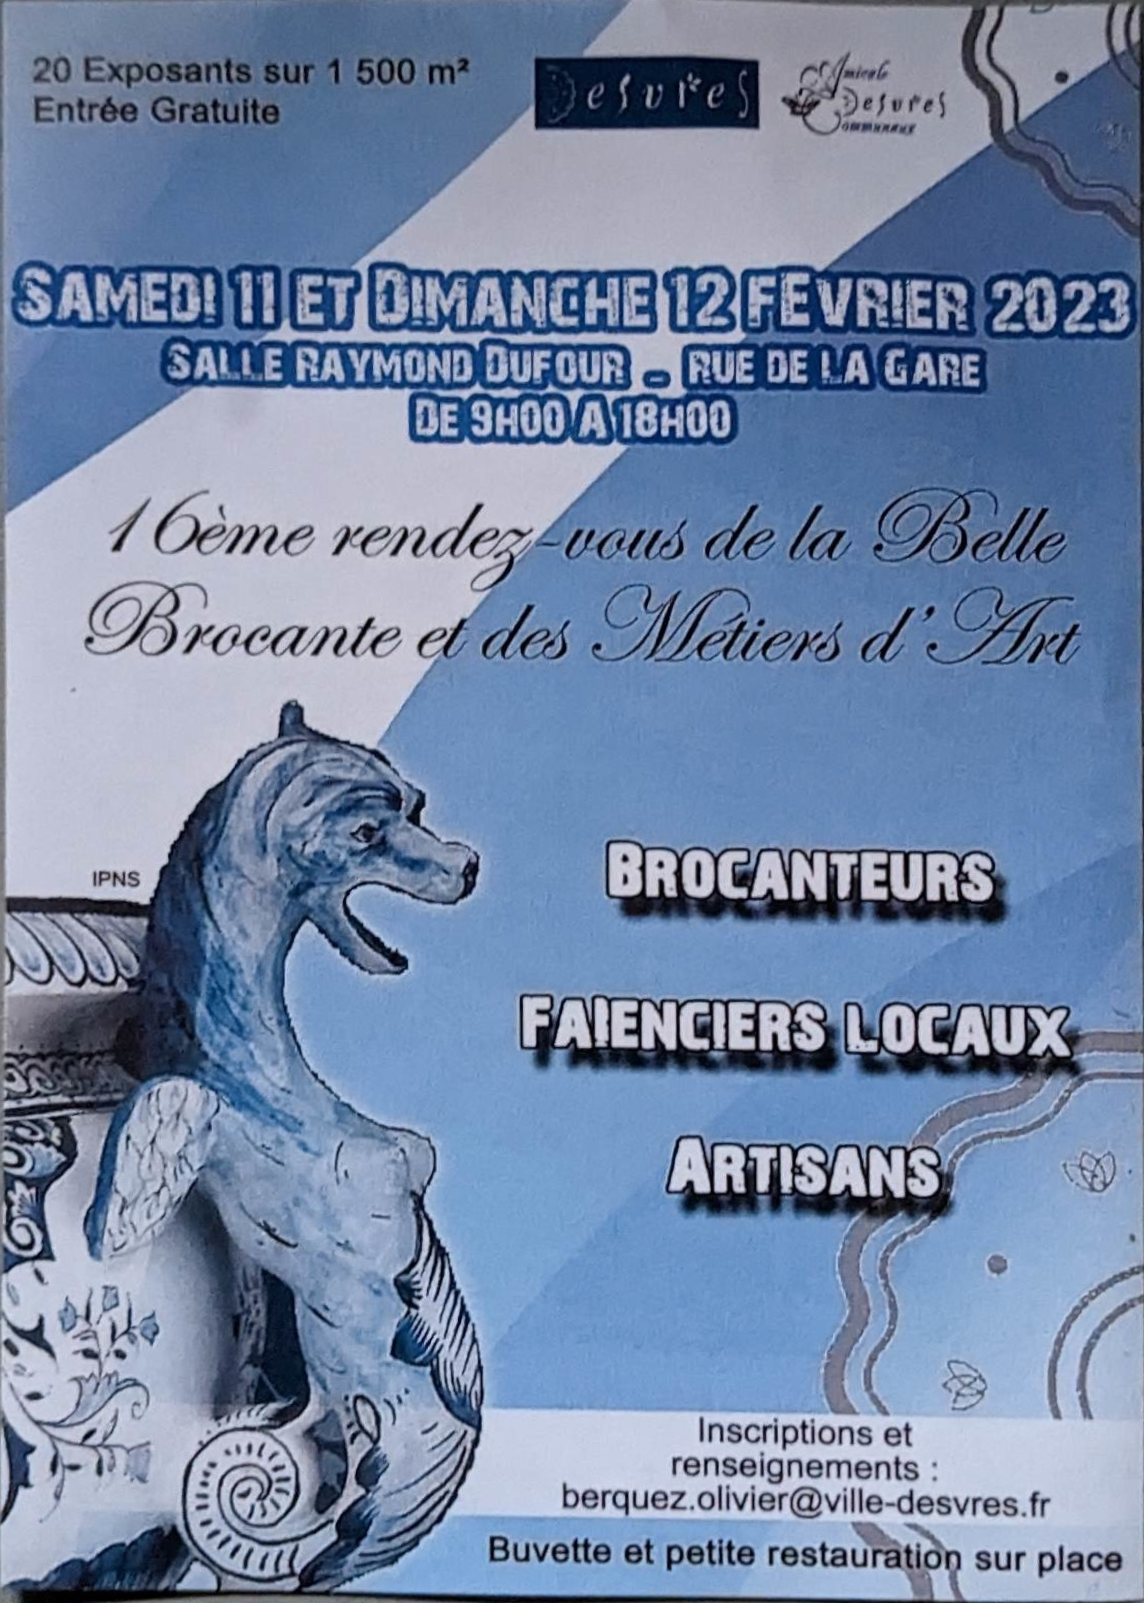 20 Exposants sur 1 500 m²
Entrée Gratuite
Desvres
Amicale
Desvres
Communaux
SAMEDI 11 ET DIMANCHE 12 FEVRIER 2023
SALLE RAYMOND DUFOUR - RUE DE LA GARE
DE 9H00 A 18H00
16ème rendez-vous de la Belle
Brocante et des Métiers d'Art
IPNS
BROCANTEURS
FAIENCIERS LOCAUX
ARTISANS
Inscriptions et
renseignements :
berquez.olivier@ville-desvres.fr
Buvette et petite restauration sur place